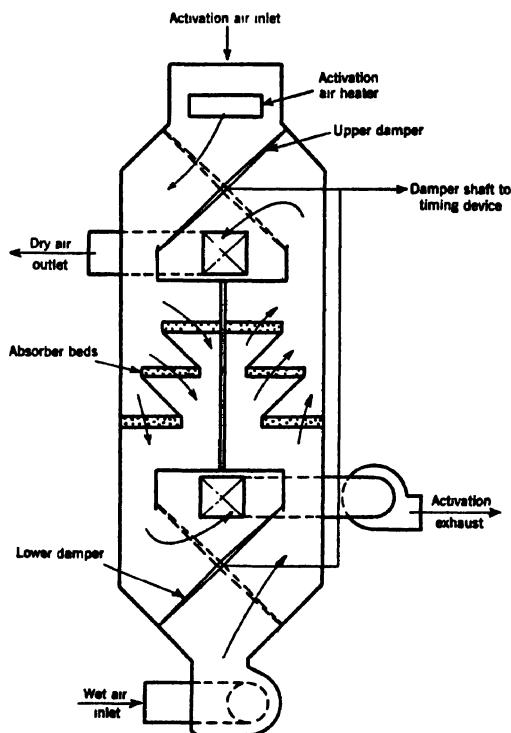 Activation air inlet
Activation
air heater
Upper damper
Damper shaft to
timing device
Dry air
outlet
Absorber beds
Activation
exhaust
Lower damper
Wet air
inlet